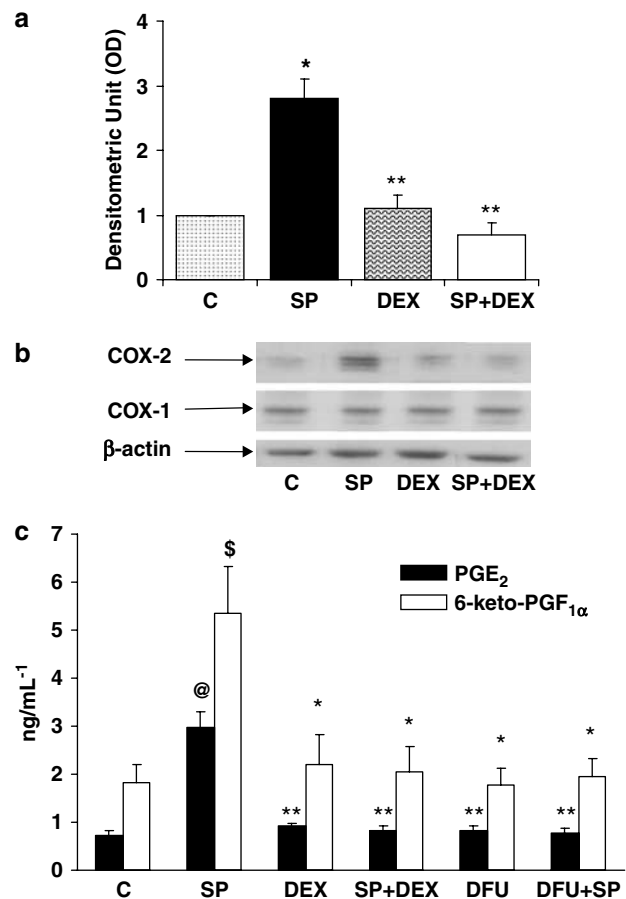 a
Densitometric Unit (OD)
4
3
2
1
0
*
**
**
C SP DEX SP+DEX
b
COX-2
COX-1
β-actin
C SP DEX SP+DEX
c
ng/mL⁻¹
7
6
5
4
3
2
1
0
$
@
PGE₂
6-keto-PGF₁α
* * * *
** ** ** **
C SP DEX SP+DEX DFU DFU+SP